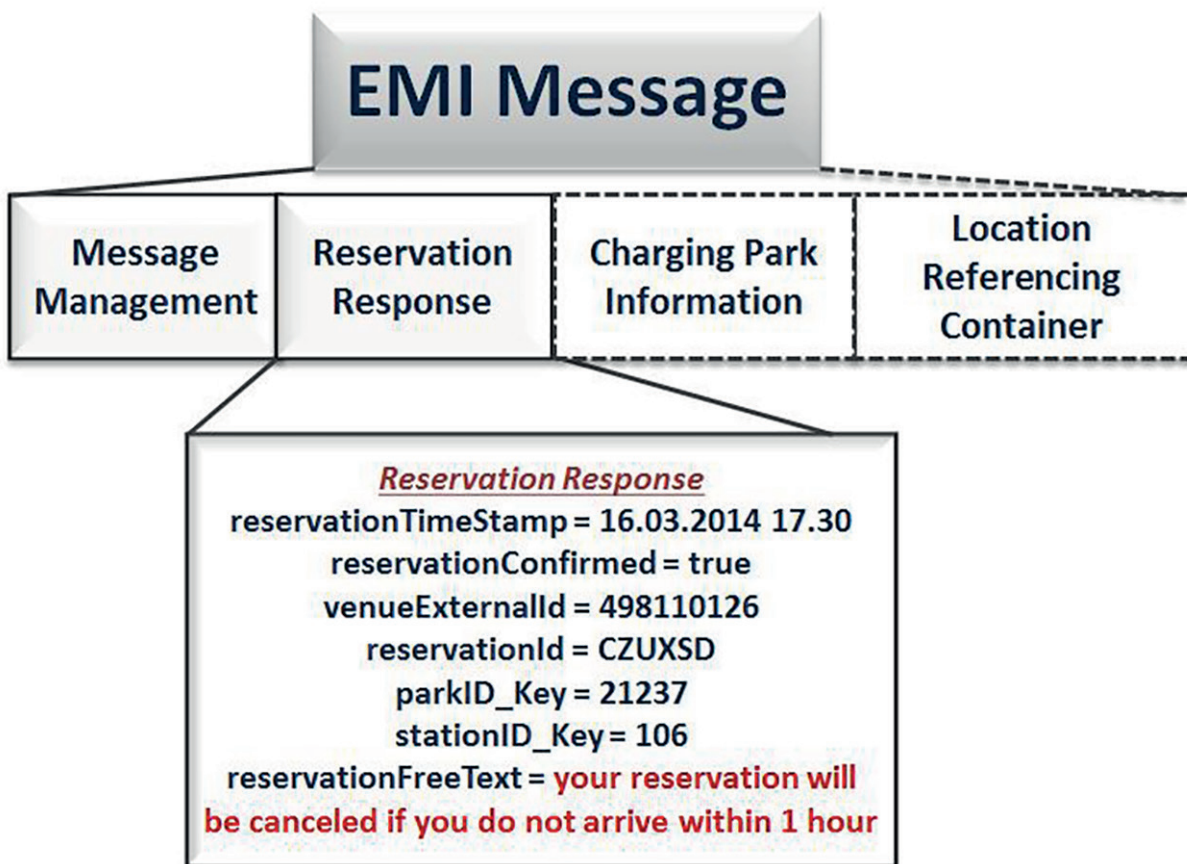 EMI Message
Message
Management
Reservation
Response
Charging Park
Information
Location
Referencing
Container
Reservation Response
reservationTimeStamp = 16.03.2014 17.30
reservationConfirmed = true
venueExternalId = 498110126
reservationId = CZUXSD
parkID_Key = 21237
stationID_Key = 106
reservationFreeText = your reservation will
be canceled if you do not arrive within 1 hour